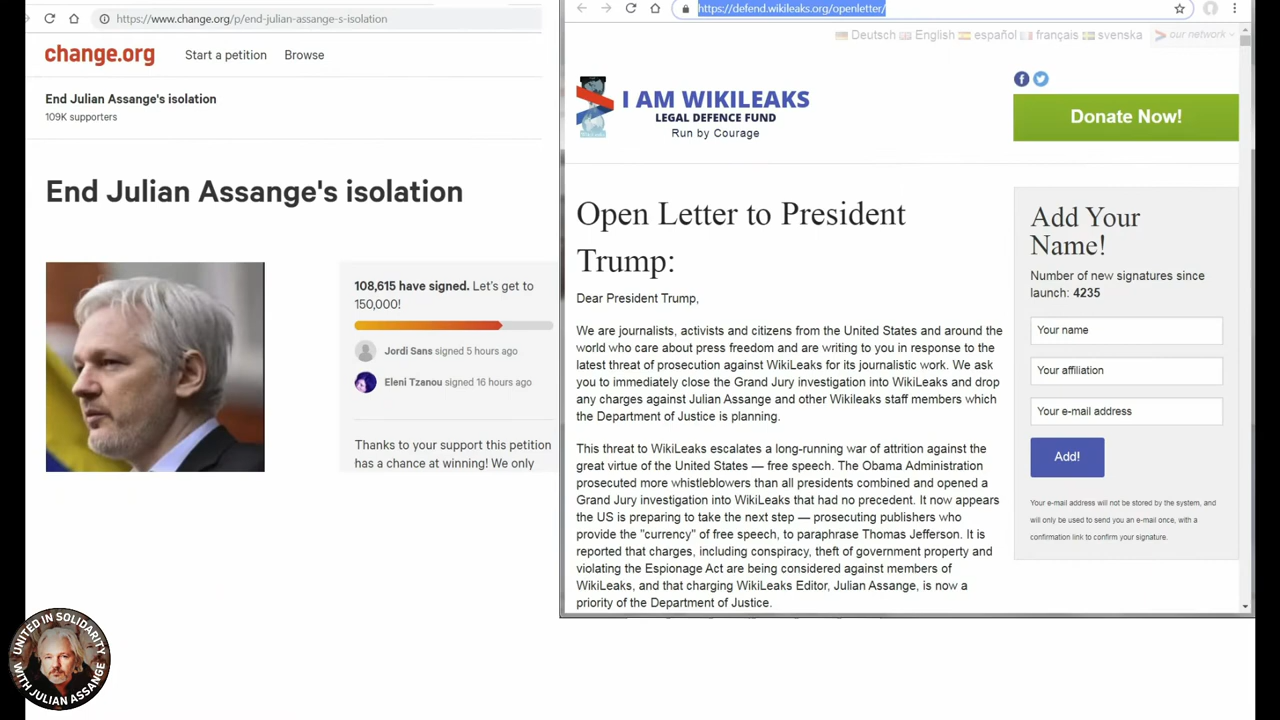 https://www.change.org/p/end-julian-assange-s-isolation
change.org
Start a petition
Browse
End Julian Assange's isolation
109K supporters
End Julian Assange's isolation
108,615 have signed. Let's get to
150,000!
Jordi Sans signed 5 hours ago
Eleni Tzanou signed 16 hours ago
Thanks to your support this petition
has a chance at winning! We only
https://defend.wikileaks.org/openletter/
Deutsch English español français svenska
our network
I AM WIKILEAKS
LEGAL DEFENCE FUND
Run by Courage
Donate Now!
Open Letter to President
Trump:
Dear President Trump,
We are journalists, activists and citizens from the United States and around the
world who care about press freedom and are writing to you in response to the
latest threat of prosecution against WikiLeaks for its journalistic work. We ask
you to immediately close the Grand Jury investigation into WikiLeaks and drop
any charges against Julian Assange and other Wikileaks staff members which
the Department of Justice is planning.
This threat to WikiLeaks escalates a long-running war of attrition against the
great virtue of the United States — free speech. The Obama Administration
prosecuted more whistleblowers than all presidents combined and opened a
Grand Jury investigation into WikiLeaks that had no precedent. It now appears
the US is preparing to take the next step — prosecuting publishers who
provide the "currency" of free speech, to paraphrase Thomas Jefferson. It is
reported that charges, including conspiracy, theft of government property and
violating the Espionage Act are being considered against members of
WikiLeaks, and that charging WikiLeaks Editor, Julian Assange, is now a
priority of the Department of Justice.
Add Your
Name!
Number of new signatures since
launch: 4235
Your name
Your affiliation
Your e-mail address
Add!
Your e-mail address will not be stored by the system, and
will only be used to send you an e-mail once, with a
confirmation link to confirm your signature.
UNITED IN SOLIDARITY
WITH JULIAN ASSANGE